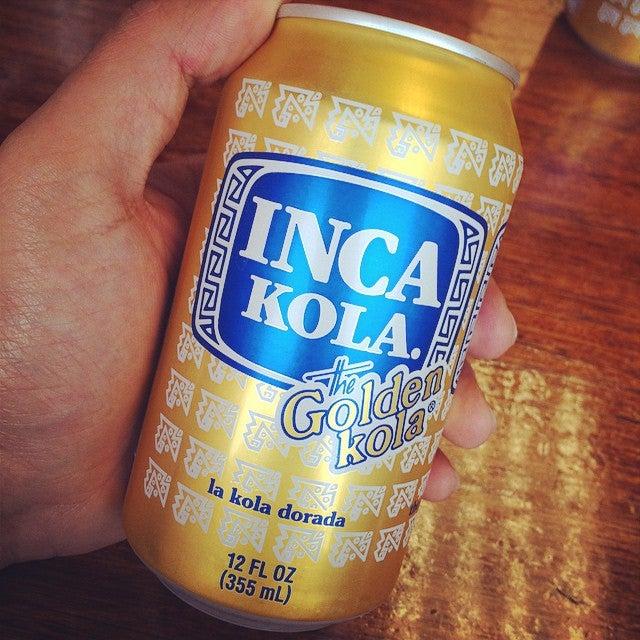 INCA
KOLA.
the
Golden
kola®
la kola dorada
12 FL OZ
(355 mL)